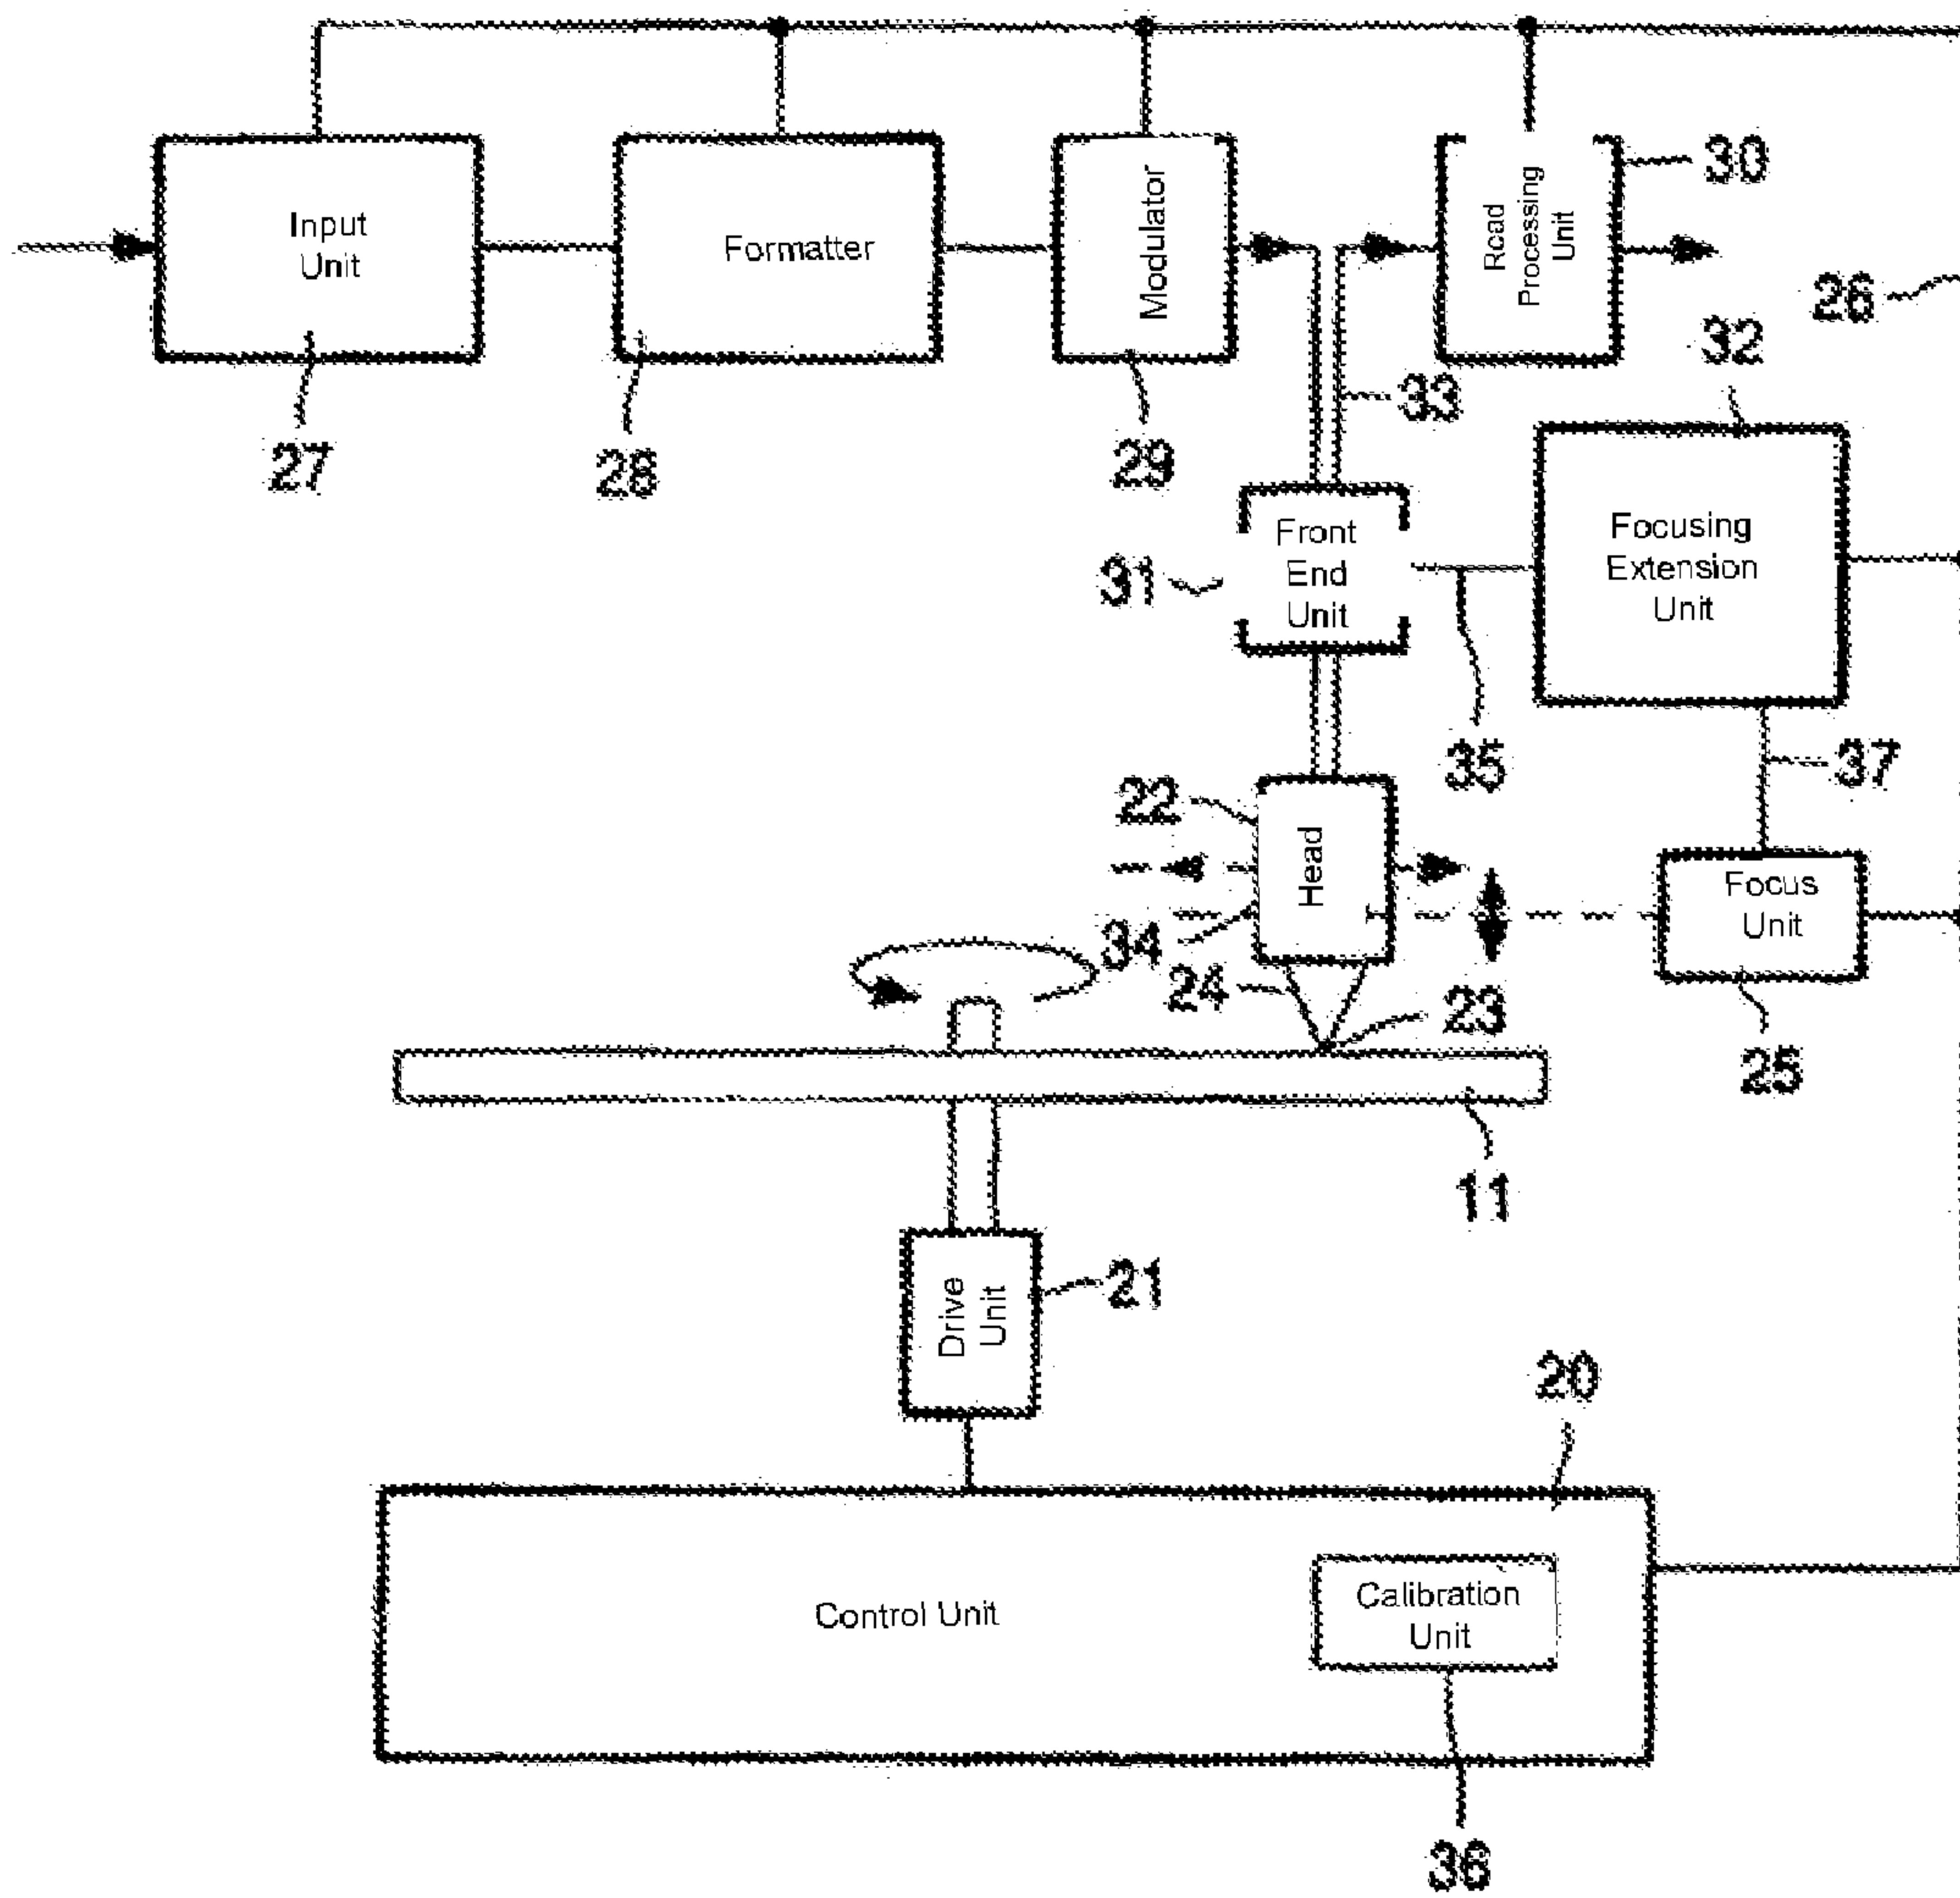 Input
Unit
Formatter
Modulator
Road
Processing
Unit
30
26
32
33
27
28
29
Front
End
Unit
31
Focusing
Extension
Unit
35
37
22
Head
Focus
Unit
34
24
23
25
11
Drive
Unit
21
20
Control Unit
Calibration
Unit
36